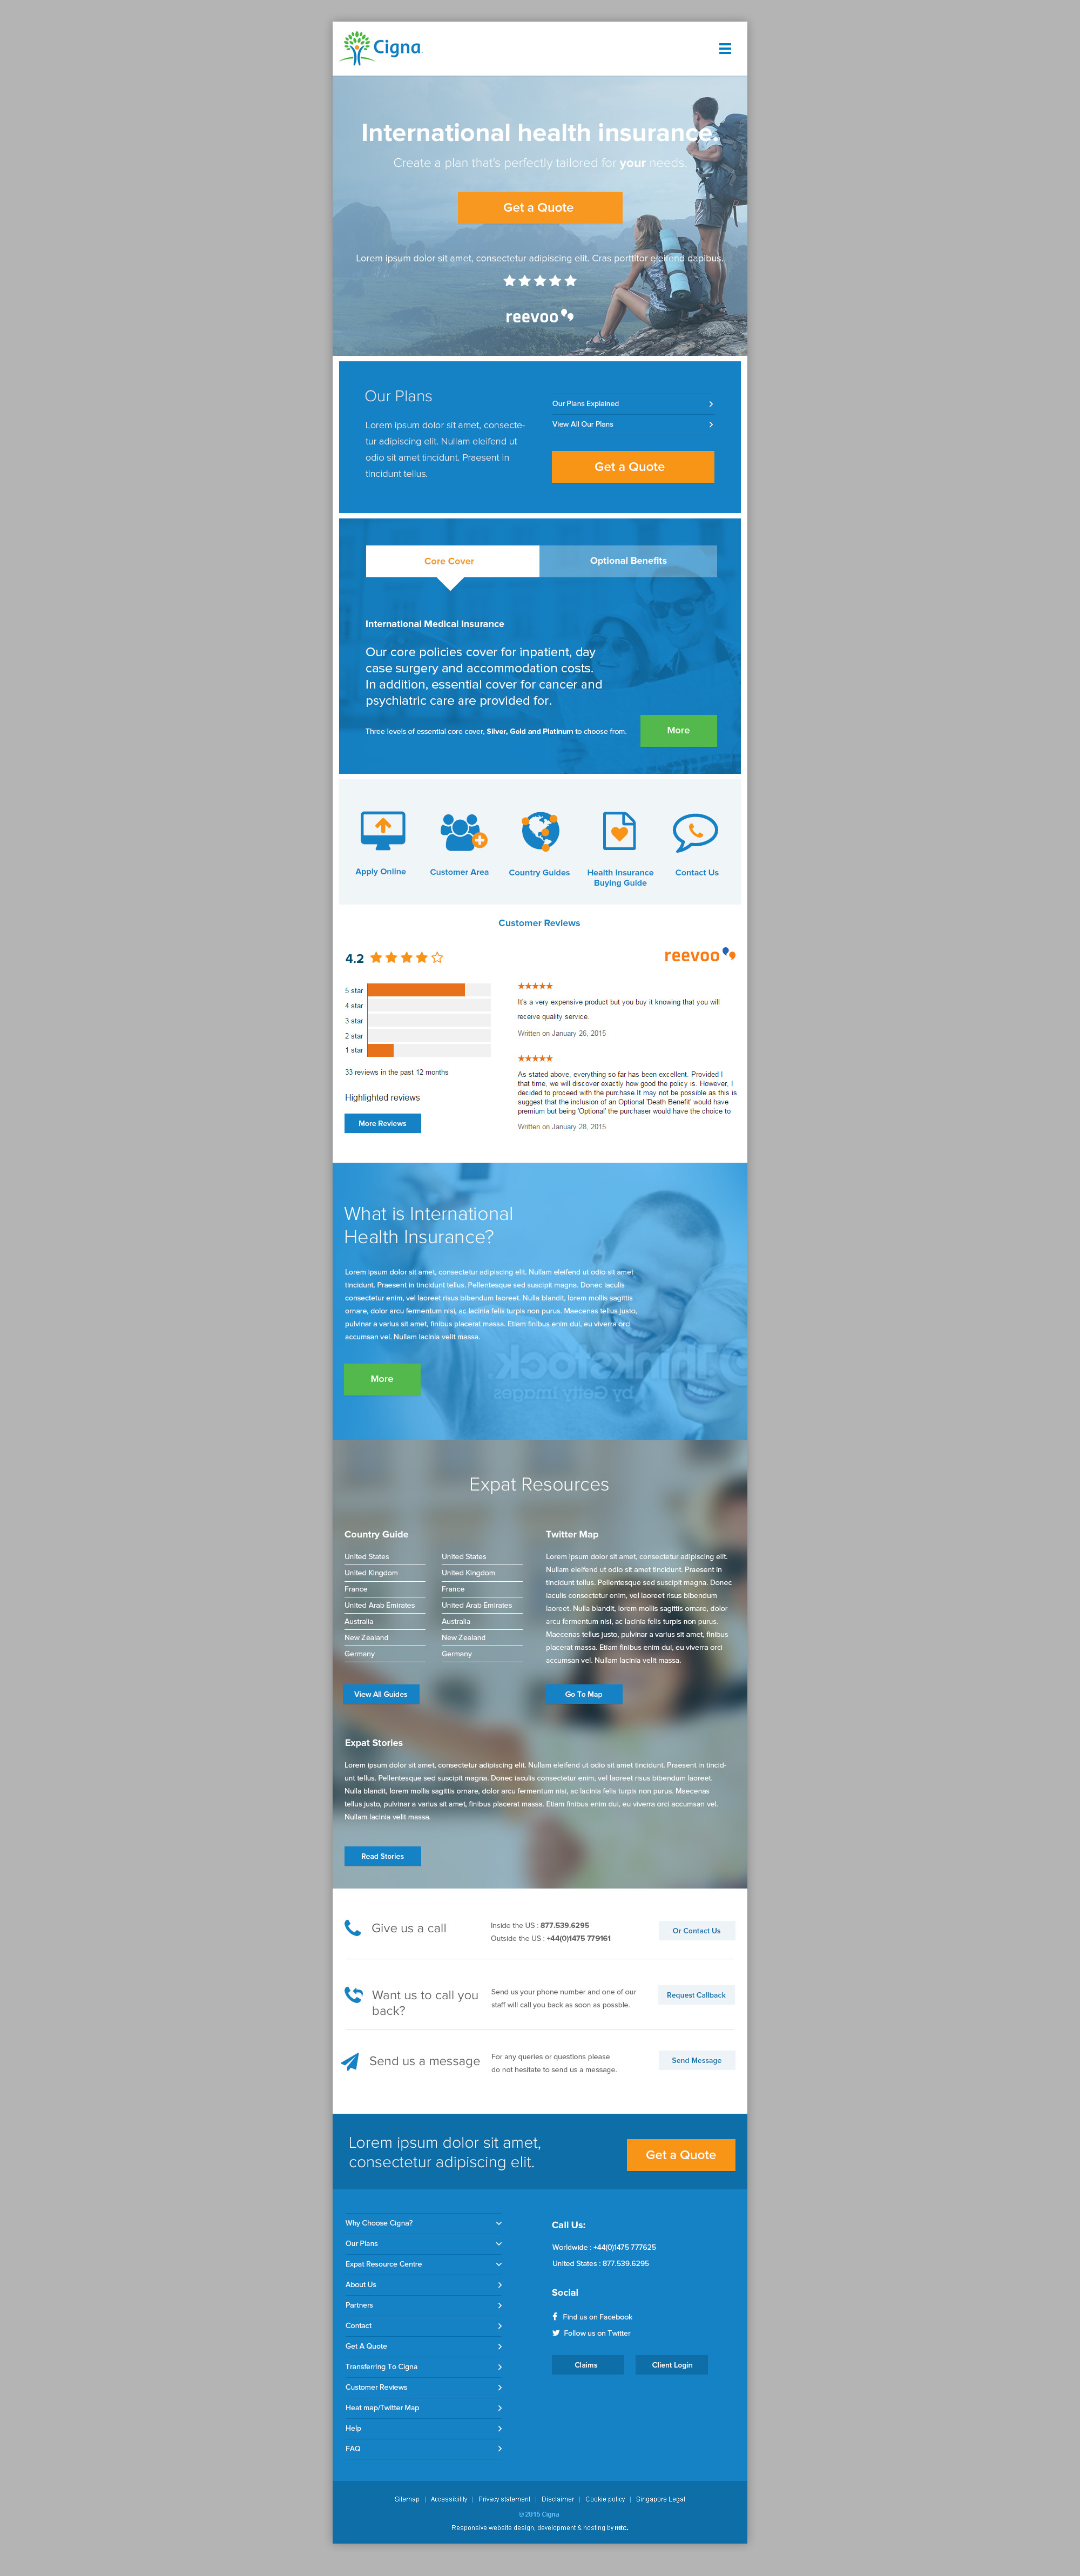 Cigna
International health insurance.
Create a plan that's perfectly tailored for your needs.
Get a Quote
Lorem ipsum dolor sit amet, consectetur adipiscing elit. Cras porttitor eleifend dapibus..
reevoo
Our Plans
Lorem ipsum dolor sit amet, consecte-
tur adipiscing elit. Nullam eleifend ut
odio sit amet tincidunt. Praesent in
tincidunt tellus.
Our Plans Explained
View All Our Plans
Get a Quote
Core Cover
Optional Benefits
International Medical Insurance
Our core policies cover for inpatient, day
case surgery and accommodation costs.
In addition, essential cover for cancer and
psychiatric care are provided for.
Three levels of essential core cover, Silver, Gold and Platinum to choose from.
More
Apply Online
Customer Area
Country Guides
Health Insurance
Buying Guide
Contact Us
Customer Reviews
4.2
reevoo
5 star
4 star
3 star
2 star
1 star
33 reviews in the past 12 months
Highlighted reviews
More Reviews
It's a very expensive product but you buy it knowing that you will
receive quality service.
Written on January 26, 2015
As stated above, everything so far has been excellent. Provided I
that time, we will discover exactly how good the policy is. However, I
decided to proceed with the purchase.It may not be possible as this is
suggest that the inclusion of an Optional 'Death Benefit' would have
premium but being 'Optional' the purchaser would have the choice to
Written on January 28, 2015
What is International
Health Insurance?
Lorem ipsum dolor sit amet, consectetur adipiscing elit. Nullam eleifend ut odio sit amet
tincidunt. Praesent in tincidunt tellus. Pellentesque sed suscipit magna. Donec iaculis
consectetur enim, vel laoreet risus bibendum laoreet. Nulla blandit, lorem mollis sagittis
ornare, dolor arcu fermentum nisi, ac lacinia felis turpis non purus. Maecenas tellus justo,
pulvinar a varius sit amet, finibus placerat massa. Etiam finibus enim dui, eu viverra orci
accumsan vel. Nullam lacinia velit massa.
Thinkstock
by Getty Images
More
Expat Resources
Country Guide
United States
United Kingdom
France
United Arab Emirates
Australia
New Zealand
Germany
United States
United Kingdom
France
United Arab Emirates
Australia
New Zealand
Germany
View All Guides
Twitter Map
Lorem ipsum dolor sit amet, consectetur adipiscing elit.
Nullam eleifend ut odio sit amet tincidunt. Praesent in
tincidunt tellus. Pellentesque sed suscipit magna. Donec
iaculis consectetur enim, vel laoreet risus bibendum
laoreet. Nulla blandit, lorem mollis sagittis ornare, dolor
arcu fermentum nisi, ac lacinia felis turpis non purus.
Maecenas tellus justo, pulvinar a varius sit amet, finibus
placerat massa. Etiam finibus enim dui, eu viverra orci
accumsan vel. Nullam lacinia velit massa.
Go To Map
Expat Stories
Lorem ipsum dolor sit amet, consectetur adipiscing elit. Nullam eleifend ut odio sit amet tincidunt. Praesent in tincid-
unt tellus. Pellentesque sed suscipit magna. Donec iaculis consectetur enim, vel laoreet risus bibendum laoreet.
Nulla blandit, lorem mollis sagittis ornare, dolor arcu fermentum nisi, ac lacinia felis turpis non purus. Maecenas
tellus justo, pulvinar a varius sit amet, finibus placerat massa. Etiam finibus enim dui, eu viverra orci accumsan vel.
Nullam lacinia velit massa.
Read Stories
Give us a call
Inside the US : 877.539.6295
Outside the US : +44(0)1475 779161
Or Contact Us
Want us to call you
back?
Send us your phone number and one of our
staff will call you back as soon as possble.
Request Callback
Send us a message
For any queries or questions please
do not hesitate to send us a message.
Send Message
Lorem ipsum dolor sit amet,
consectetur adipiscing elit.
Get a Quote
Why Choose Cigna?
Our Plans
Expat Resource Centre
About Us
Partners
Contact
Get A Quote
Transferring To Cigna
Customer Reviews
Heat map/Twitter Map
Help
FAQ
Call Us:
Worldwide : +44(0)1475 777625
United States : 877.539.6295
Social
Find us on Facebook
Follow us on Twitter
Claims
Client Login
Sitemap | Accessibility | Privacy statement | Disclaimer | Cookie policy | Singapore Legal
© 2015 Cigna
Responsive website design, development & hosting by mtc.